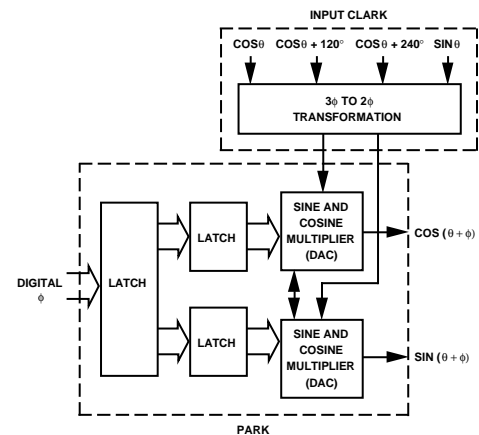 INPUT CLARK
COSθ COSθ + 120° COSθ + 240° SINθ
3ϕ TO 2ϕ
TRANSFORMATION
SINE AND
COSINE
MULTIPLIER
(DAC)
LATCH
COS (θ + ϕ)
DIGITAL
ϕ
LATCH
LATCH
SINE AND
COSINE
MULTIPLIER
(DAC)
SIN (θ + ϕ)
PARK